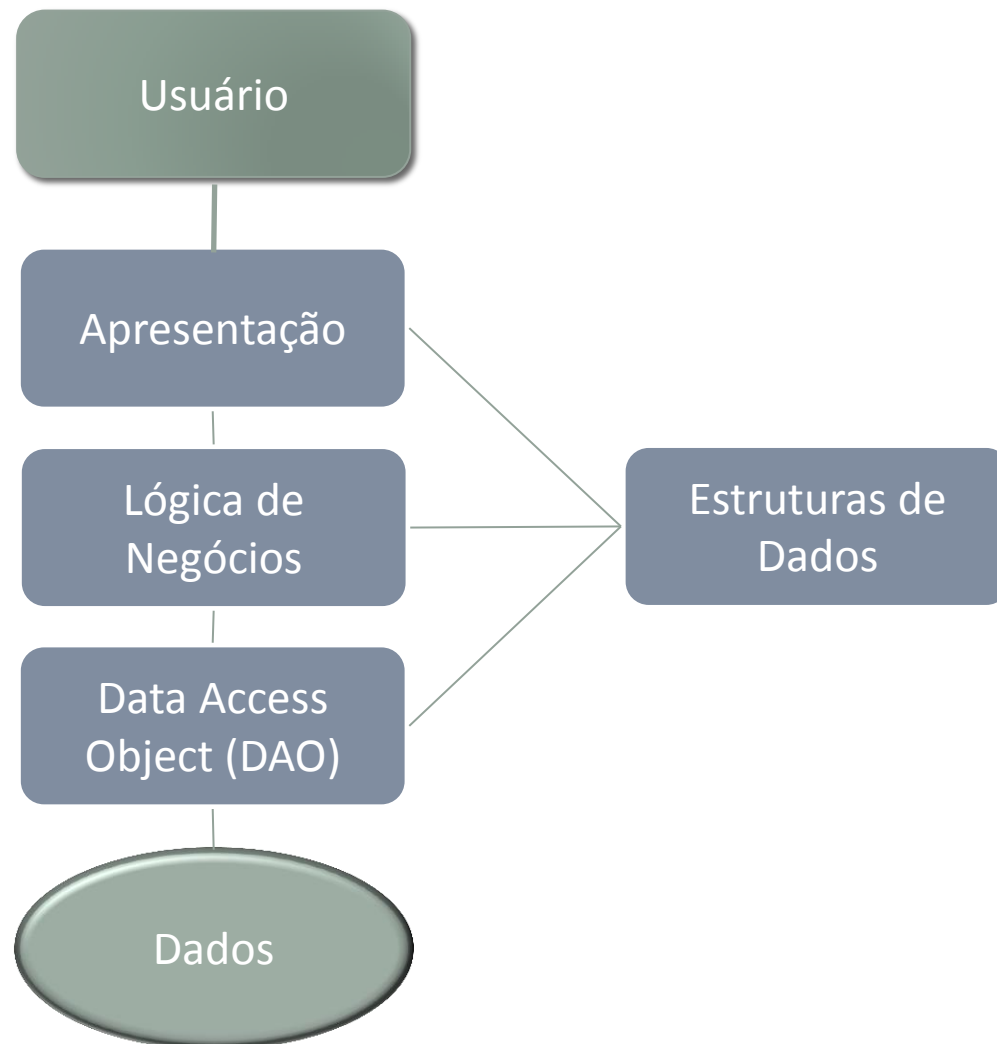 Usuário
Apresentação
Lógica de
Negócios
Estruturas de
Dados
Data Access
Object (DAO)
Dados